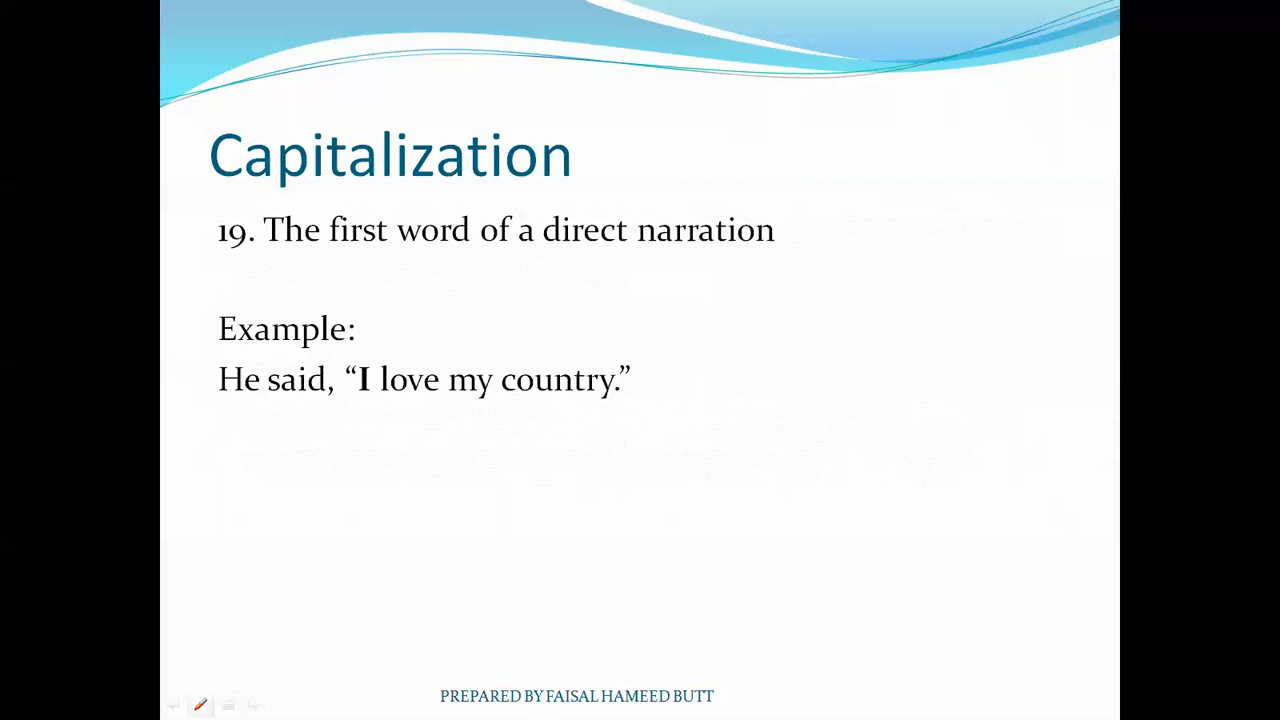 Capitalization
19. The first word of a direct narration
Example:
He said, “I love my country.”
PREPARED BY FAISAL HAMEED BUTT